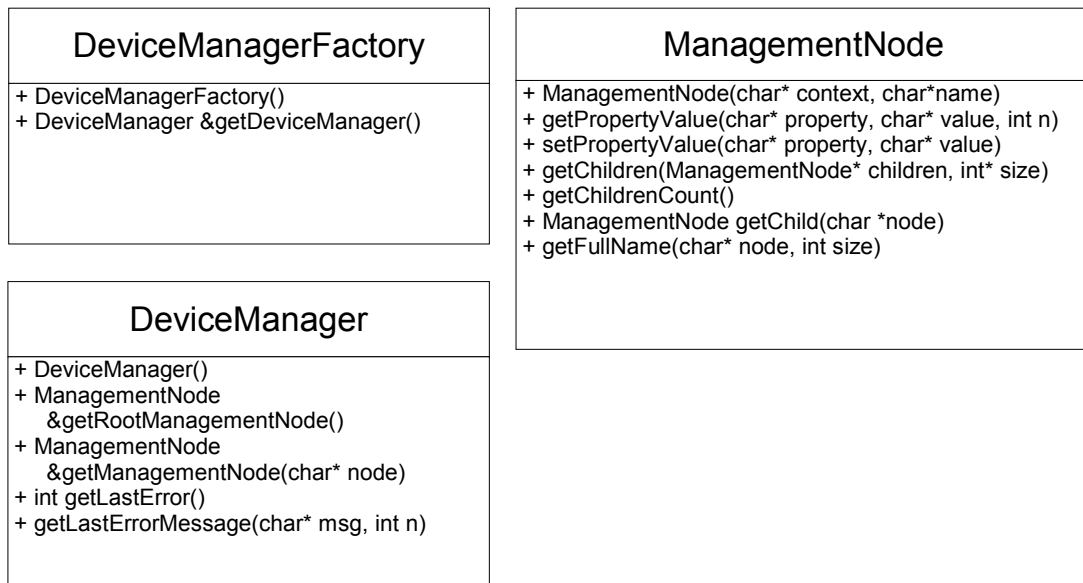 DeviceManagerFactory
+ DeviceManagerFactory()
+ DeviceManager &getDeviceManager()
ManagementNode
+ ManagementNode(char* context, char*name)
+ getPropertyValue(char* property, char* value, int n)
+ setPropertyValue(char* property, char* value)
+ getChildren(ManagementNode* children, int* size)
+ getChildrenCount()
+ ManagementNode getChild(char *node)
+ getFullName(char* node, int size)
DeviceManager
+ DeviceManager()
+ ManagementNode
&getRootManagementNode()
+ ManagementNode
&getManagementNode(char* node)
+ int getLastError()
+ getLastErrorMessage(char* msg, int n)